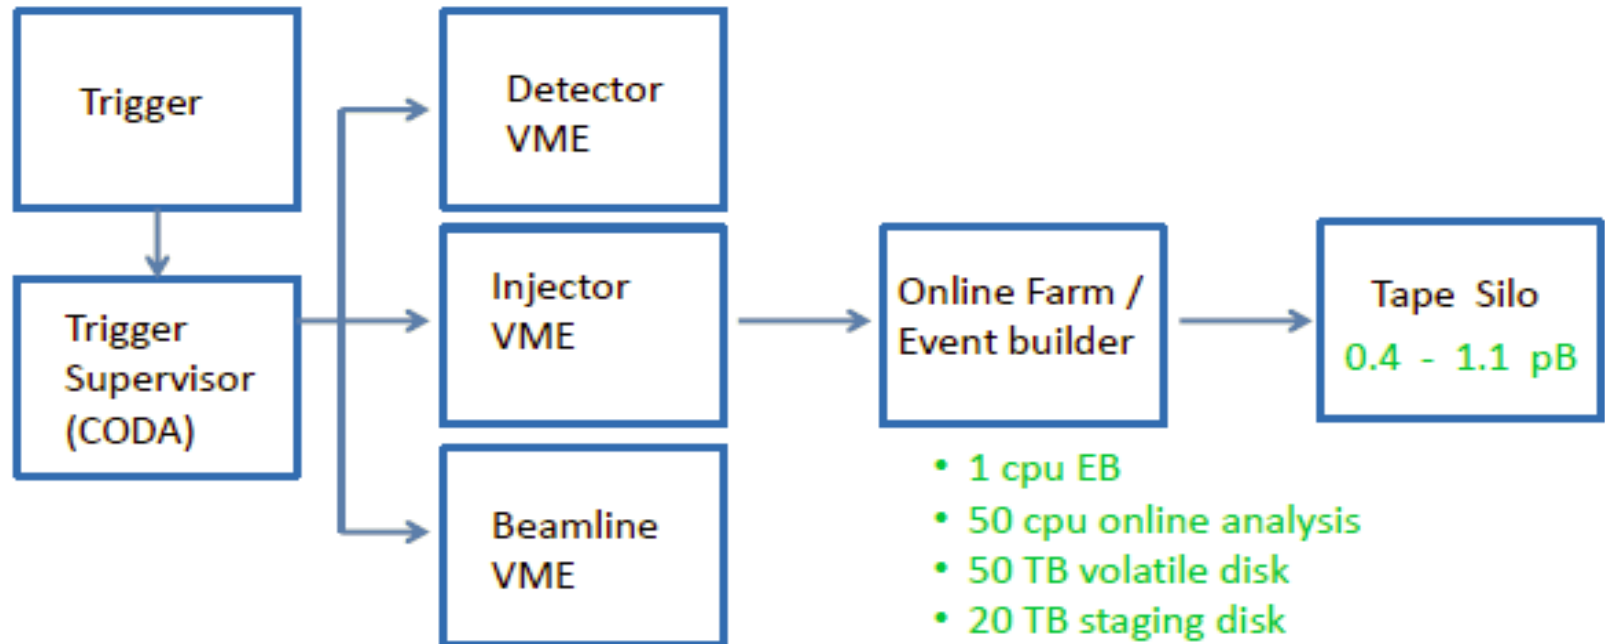 Trigger
Trigger
Supervisor
(CODA)
Detector
VME
Injector
VME
Beamline
VME
Online Farm /
Event builder
• 1 cpu EB
• 50 cpu online analysis
• 50 TB volatile disk
• 20 TB staging disk
Tape Silo
0.4 - 1.1 pB